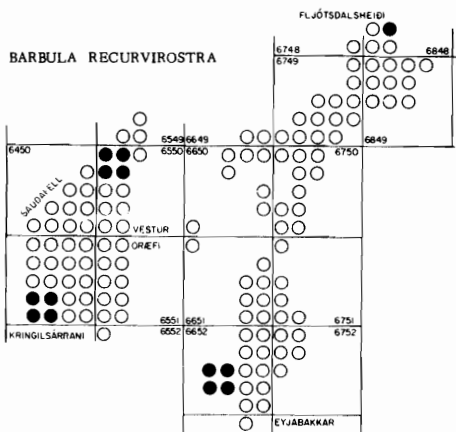 FLJÓTSDALSHEIÐI
BARBULA RECURVIROSTRA
6748 6848
6749
6549 6649
6450 6550 6650 6750 6849
SAUÐAFELL
VESTUR
ÖRÆFI
6551 6651 6751
KRINGILSÁRRANI 6552 6652 6752
EYJABAKKAR